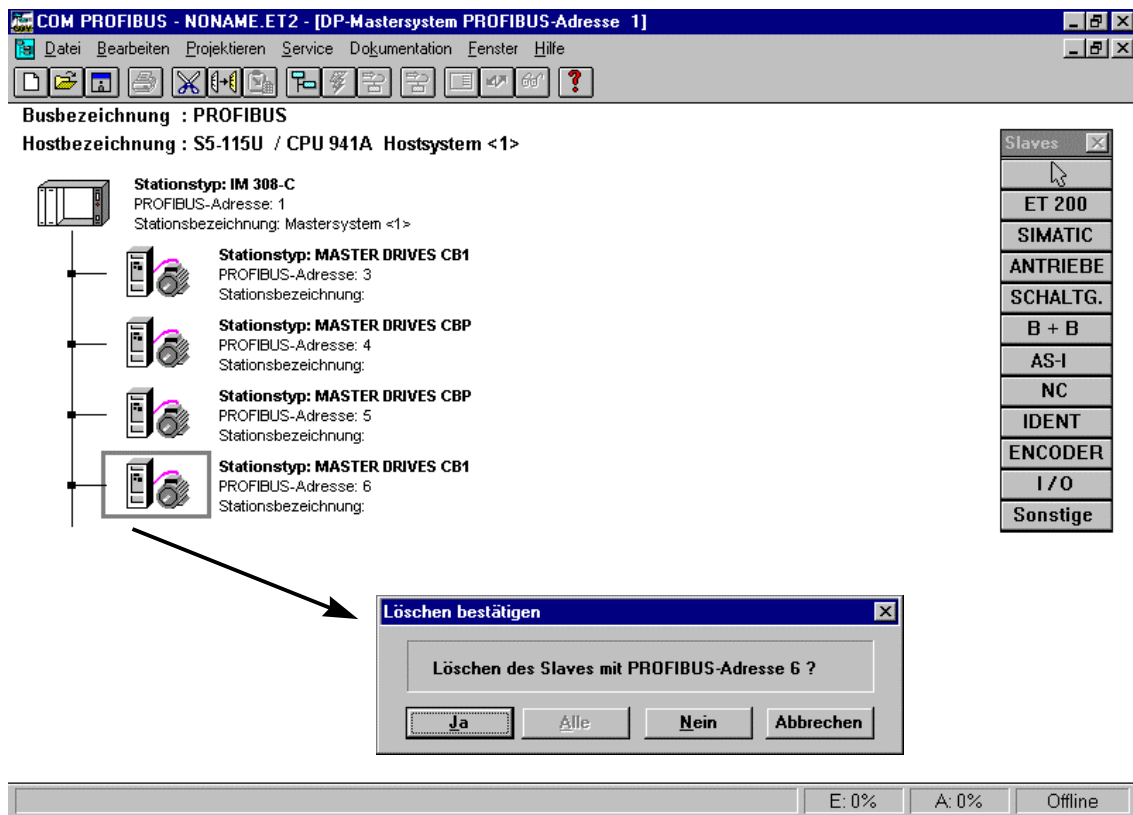 COM PROFIBUS - NONAME.ET2 - [DP-Mastersystem PROFIBUS-Adresse 1]
Datei Bearbeiten Projektieren Service Dokumentation Fenster Hilfe
Busbezeichnung : PROFIBUS
Hostbezeichnung : S5-115U / CPU 941A Hostsystem <1>
Stationstyp: IM 308-C
PROFIBUS-Adresse: 1
Stationsbezeichnung: Mastersystem <1>
Stationstyp: MASTER DRIVES CB1
PROFIBUS-Adresse: 3
Stationsbezeichnung:
Stationstyp: MASTER DRIVES CBP
PROFIBUS-Adresse: 4
Stationsbezeichnung:
Stationstyp: MASTER DRIVES CBP
PROFIBUS-Adresse: 5
Stationsbezeichnung:
Stationstyp: MASTER DRIVES CB1
PROFIBUS-Adresse: 6
Stationsbezeichnung:
Slaves
ET 200
SIMATIC
ANTRIEBE
SCHALTG.
B + B
AS-I
NC
IDENT
ENCODER
I / O
Sonstige
Löschen bestätigen
Löschen des Slaves mit PROFIBUS-Adresse 6 ?
Ja Alle Nein Abbrechen
E: 0% A: 0% Offline